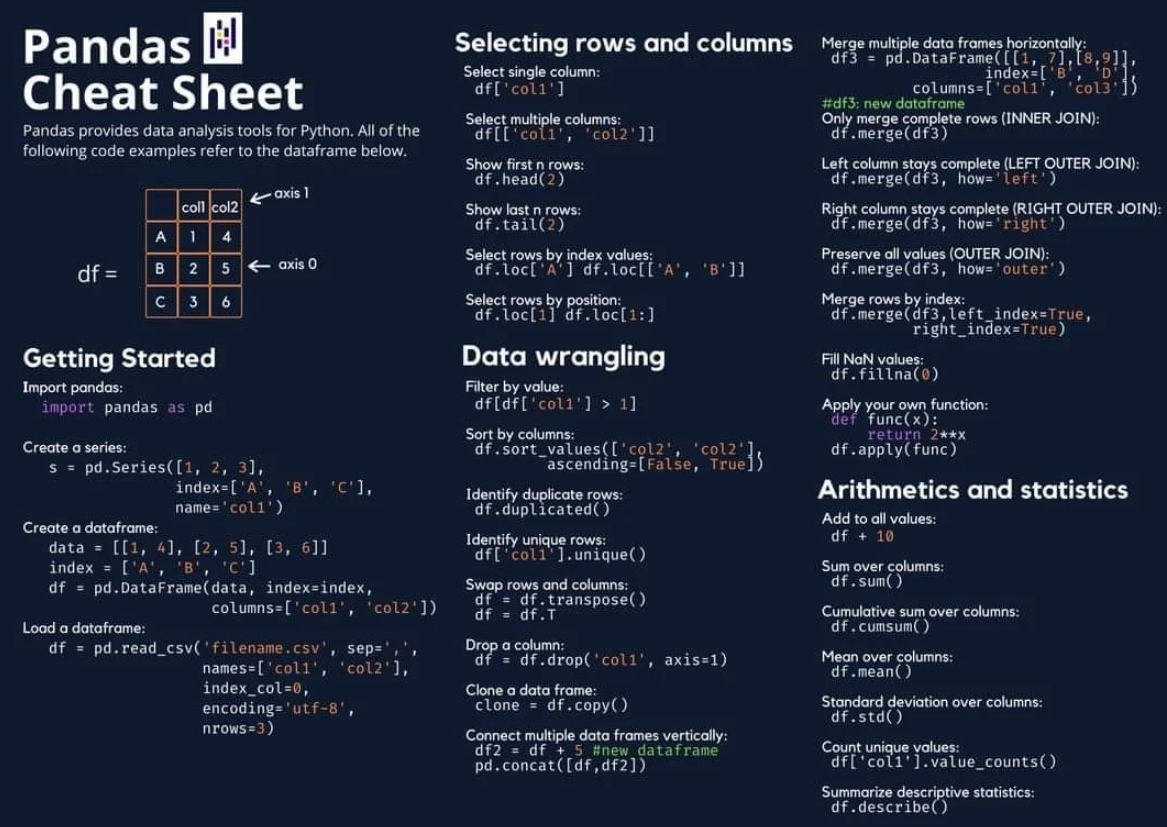 Pandas
Cheat Sheet
Pandas provides data analysis tools for Python. All of the
following code examples refer to the dataframe below.
axis 1
col1 col2
A 1 4
df =
B 2 5
axis 0
C 3 6
Getting Started
Import pandas:
import pandas as pd
Create a series:
s = pd.Series([1, 2, 3],
index=['A', 'B', 'C'],
name='col1')
Create a dataframe:
data = [[1, 4], [2, 5], [3, 6]]
index = ['A', 'B', 'C']
df = pd.DataFrame(data, index=index,
columns=['col1', 'col2'])
Load a dataframe:
df = pd.read_csv('filename.csv', sep=',',
names=['col1', 'col2'],
index_col=0,
encoding='utf-8',
nrows=3)
Selecting rows and columns
Select single column:
df['col1']
Select multiple columns:
df[['col1', 'col2']]
Show first n rows:
df.head(2)
Show last n rows:
df.tail(2)
Select rows by index values:
df.loc['A'] df.loc[['A', 'B']]
Select rows by position:
df.loc[1] df.loc[1:]
Data wrangling
Filter by value:
df[df['col1'] > 1]
Sort by columns:
df.sort_values(['col2', 'col2'],
ascending=[False, True])
Identify duplicate rows:
df.duplicated()
Identify unique rows:
df['col1'].unique()
Swap rows and columns:
df = df.transpose()
df = df.T
Drop a column:
df = df.drop('col1', axis=1)
Clone a data frame:
clone = df.copy()
Connect multiple data frames vertically:
df2 = df + 5 #new dataframe
pd.concat([df,df2])
Merge multiple data frames horizontally:
df3 = pd.DataFrame([[1, 7],[8,9]],
index=['B', 'D'],
columns=['col1', 'col3'])
#df3: new dataframe
Only merge complete rows (INNER JOIN):
df.merge(df3)
Left column stays complete (LEFT OUTER JOIN):
df.merge(df3, how='left')
Right column stays complete (RIGHT OUTER JOIN):
df.merge(df3, how='right')
Preserve all values (OUTER JOIN):
df.merge(df3, how='outer')
Merge rows by index:
df.merge(df3,left_index=True,
right_index=True)
Fill NaN values:
df.fillna(0)
Apply your own function:
def func(x):
return 2**x
df.apply(func)
Arithmetics and statistics
Add to all values:
df + 10
Sum over columns:
df.sum()
Cumulative sum over columns:
df.cumsum()
Mean over columns:
df.mean()
Standard deviation over columns:
df.std()
Count unique values:
df['col1'].value_counts()
Summarize descriptive statistics:
df.describe()